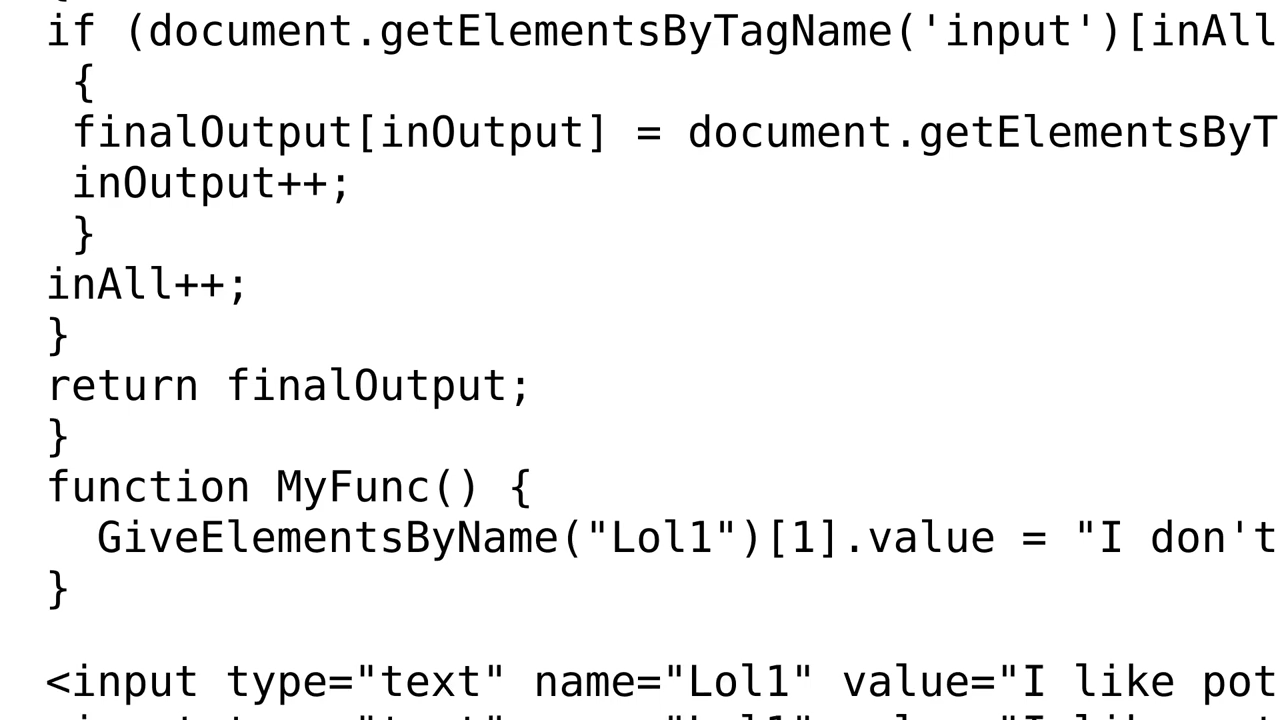 if (document.getElementsByTagName('input')[inAll
{
finalOutput[inOutput] = document.getElementsByT
inOutput++;
}
inAll++;
}
return finalOutput;
}
function MyFunc() {
GiveElementsByName("Lol1")[1].value = "I don't
}
<input type="text" name="Lol1" value="I like pot